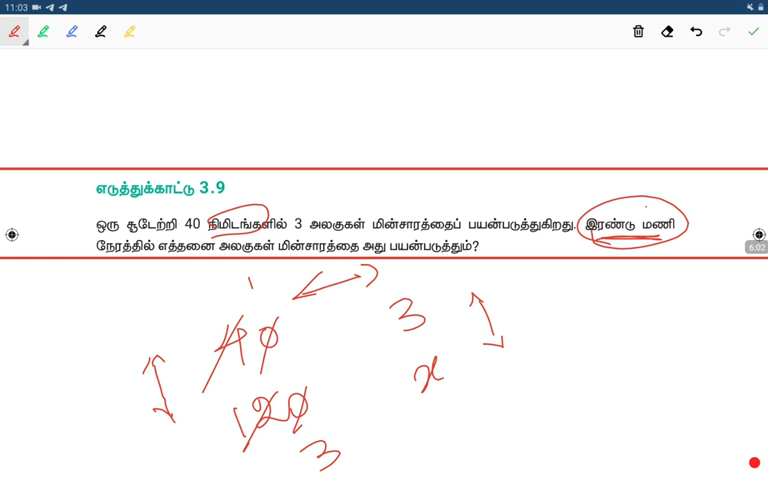 11:03
எடுத்துக்காட்டு 3.9
ஒரு சூடேற்றி 40 நிமிடங்களில் 3 அலகுகள் மின்சாரத்தைப் பயன்படுத்துகிறது. இரண்டு மணி
நேரத்தில் எத்தனை அலகுகள் மின்சாரத்தை அது பயன்படுத்தும்?
6:02
1
40 3
120 x
3